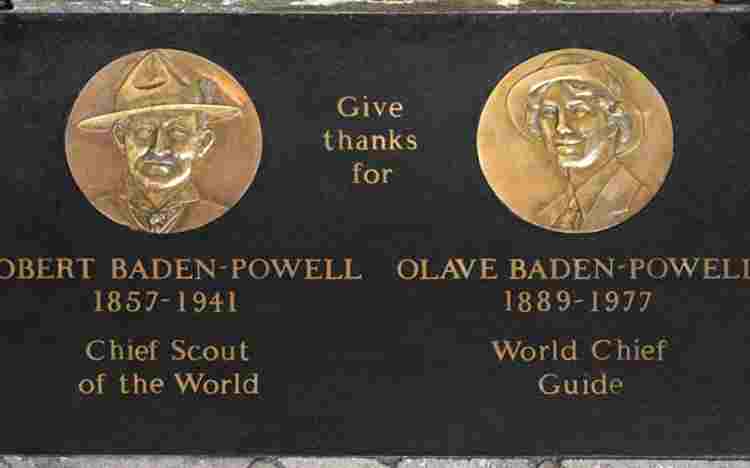 Give
thanks
for
OBERT BADEN-POWELL
1857-1941
Chief Scout
of the World
OLAVE BADEN-POWELL
1889-1977
World Chief
Guide